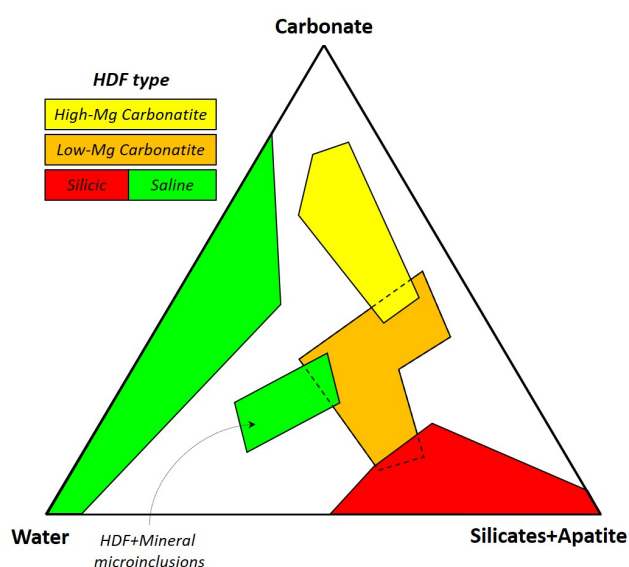 Carbonate
HDF type
High-Mg Carbonatite
Low-Mg Carbonatite
Silicic Saline
Water
Silicates+Apatite
HDF+Mineral
microinclusions